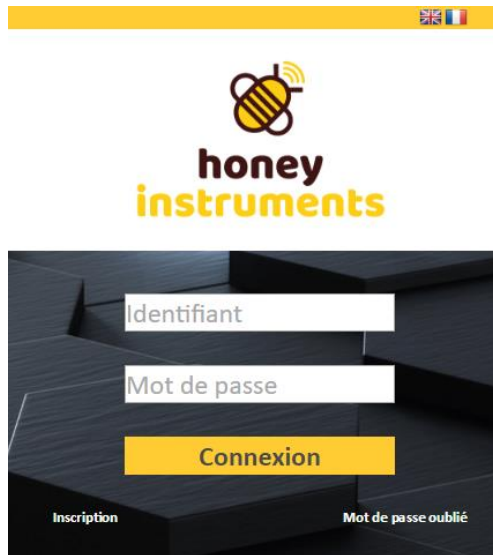 honey
instruments
Identifiant
Mot de passe
Connexion
Inscription
Mot de passe oublié